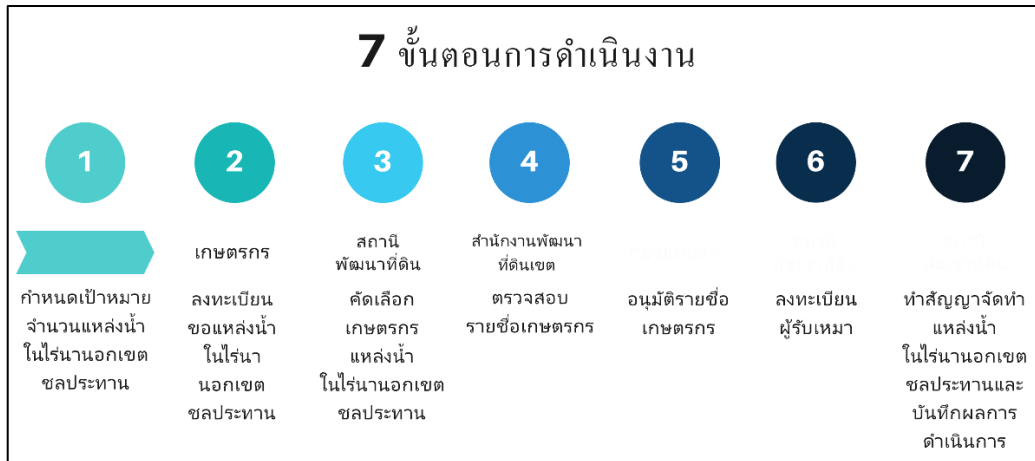 7 ขั้นตอนการดำเนินงาน
1
2
3
4
5
6
7
เกษตรกร
สถานี
พัฒนาที่ดิน
สำนักงานพัฒนา
ที่ดินเขต
กำหนดเป้าหมาย
จำนวนแหล่งน้ำ
ในไร่นานอกเขต
ชลประทาน
ลงทะเบียน
ขอแหล่งน้ำ
ในไร่นา
นอกเขต
ชลประทาน
คัดเลือก
เกษตรกร
แหล่งน้ำ
ในไร่นานอกเขต
ชลประทาน
ตรวจสอบ
รายชื่อเกษตรกร
อนุมัติรายชื่อ
เกษตรกร
ลงทะเบียน
ผู้รับเหมา
ทำสัญญาจัดทำ
แหล่งน้ำ
ในไร่นานอกเขต
ชลประทานและ
บันทึกผลการ
ดำเนินการ